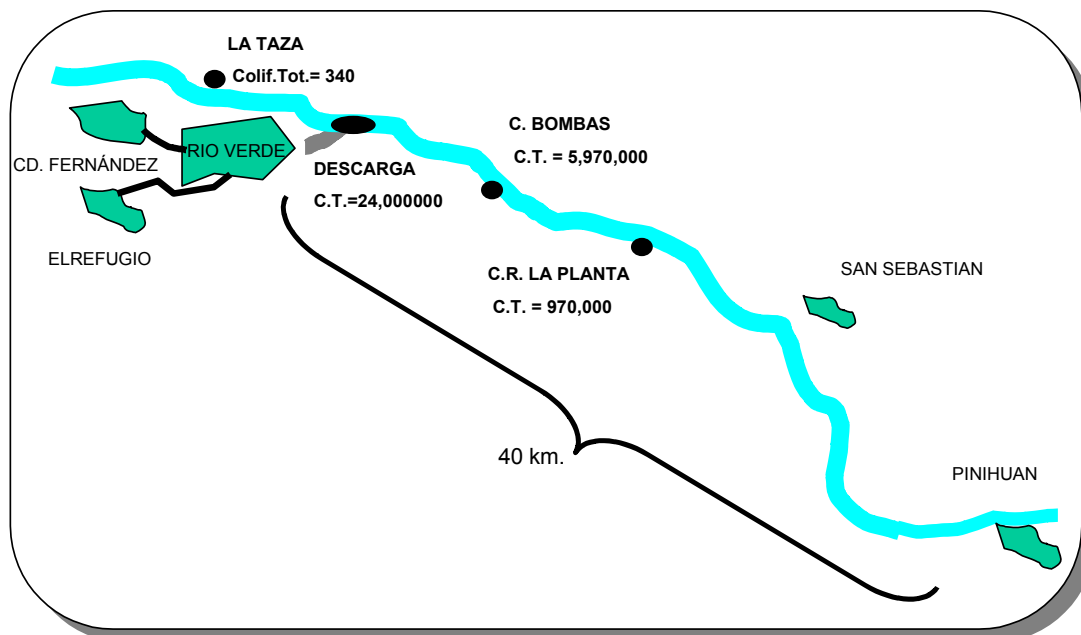 LA TAZA
Colif.Tot.= 340
C. BOMBAS
C.T. = 5,970,000
RIO VERDE
CD. FERNÁNDEZ
DESCARGA
C.T.=24,000000
ELREFUGIO
C.R. LA PLANTA
C.T. = 970,000
SAN SEBASTIAN
40 km.
PINIHUAN